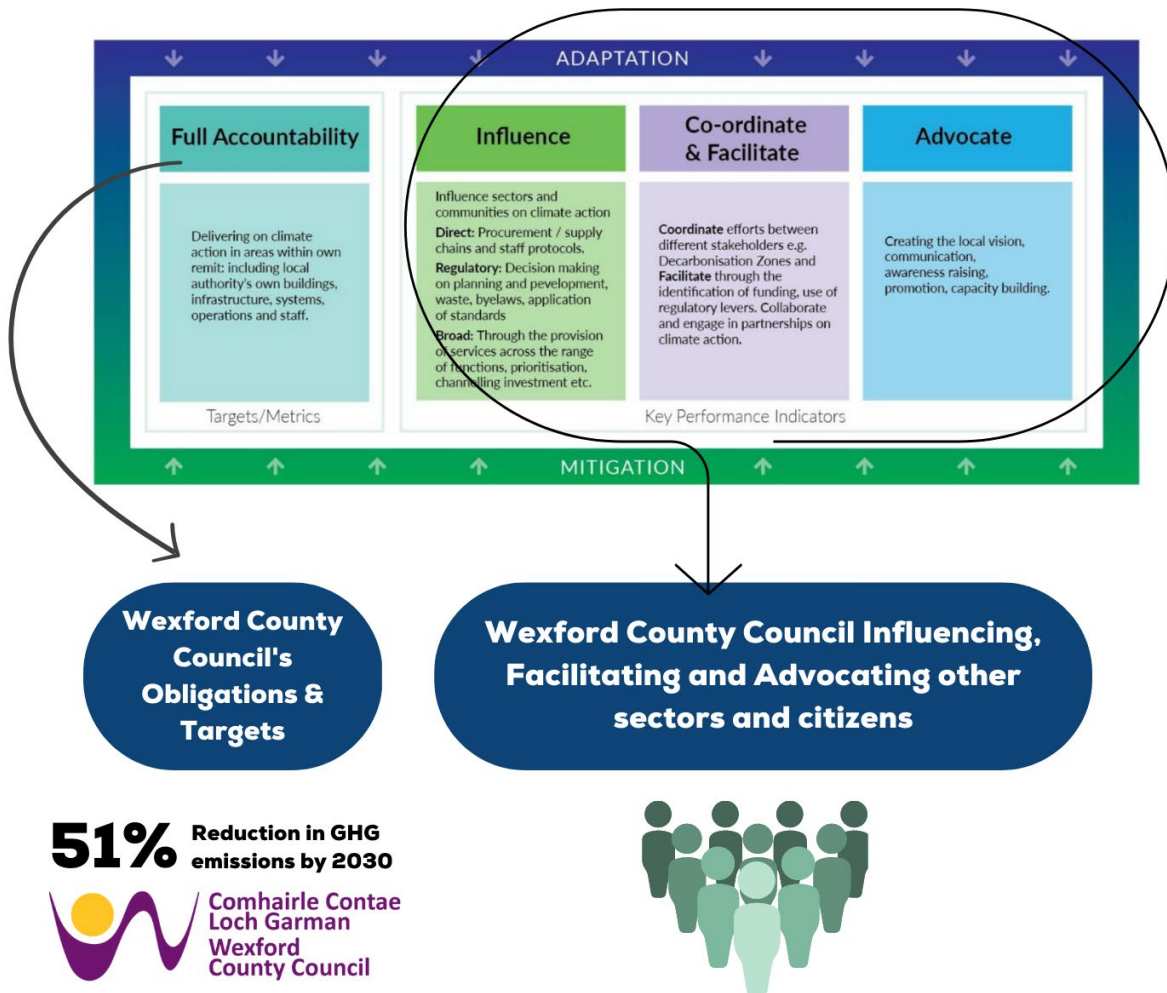 ADAPTATION
Full Accountability
Delivering on climate
action in areas within own
remit: including local
authority's own buildings,
infrastructure, systems,
operations and staff.
Targets/Metrics
Influence
Influence sectors and
communities on climate action
Direct: Procurement / supply
chains and staff protocols.
Regulatory: Decision making
on planning and pevelopment,
waste, byelaws, application
of standards
Broad: Through the provision
of services across the range
of functions, prioritisation,
channelling investment etc.
Co-ordinate
& Facilitate
Coordinate efforts between
different stakeholders e.g.
Decarbonisation Zones and
Facilitate through the
identification of funding, use of
regulatory levers. Collaborate
and engage in partnerships on
climate action.
Advocate
Creating the local vision,
communication,
awareness raising,
promotion, capacity building.
Key Performance Indicators
MITIGATION
Wexford County
Council's
Obligations &
Targets
Wexford County Council Influencing,
Facilitating and Advocating other
sectors and citizens
51% Reduction in GHG
emissions by 2030
Comhairle Contae
Loch Garman
Wexford
County Council